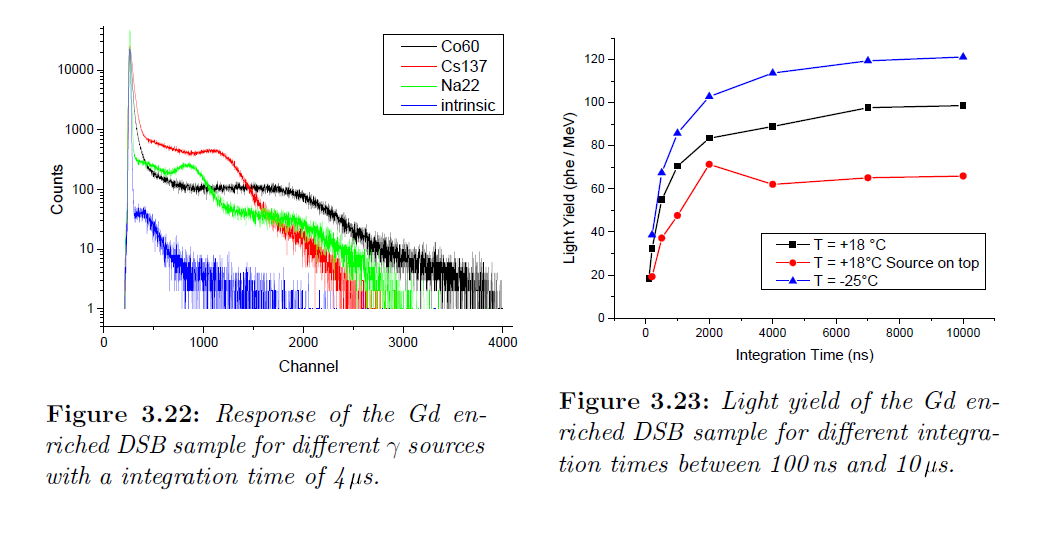 Counts
10000
1000
100
10
1
0
1000
2000
3000
4000
Channel
Co60
Cs137
Na22
intrinsic
Figure 3.22: Response of the Gd en-
riched DSB sample for different γ sources
with a integration time of 4 μs.
Light Yield (phe / MeV)
120
100
80
60
40
20
0
0
2000
4000
6000
8000
10000
Integration Time (ns)
T = +18 °C
T = +18°C Source on top
T = -25°C
Figure 3.23: Light yield of the Gd en-
riched DSB sample for different integra-
tion times between 100 ns and 10 μs.